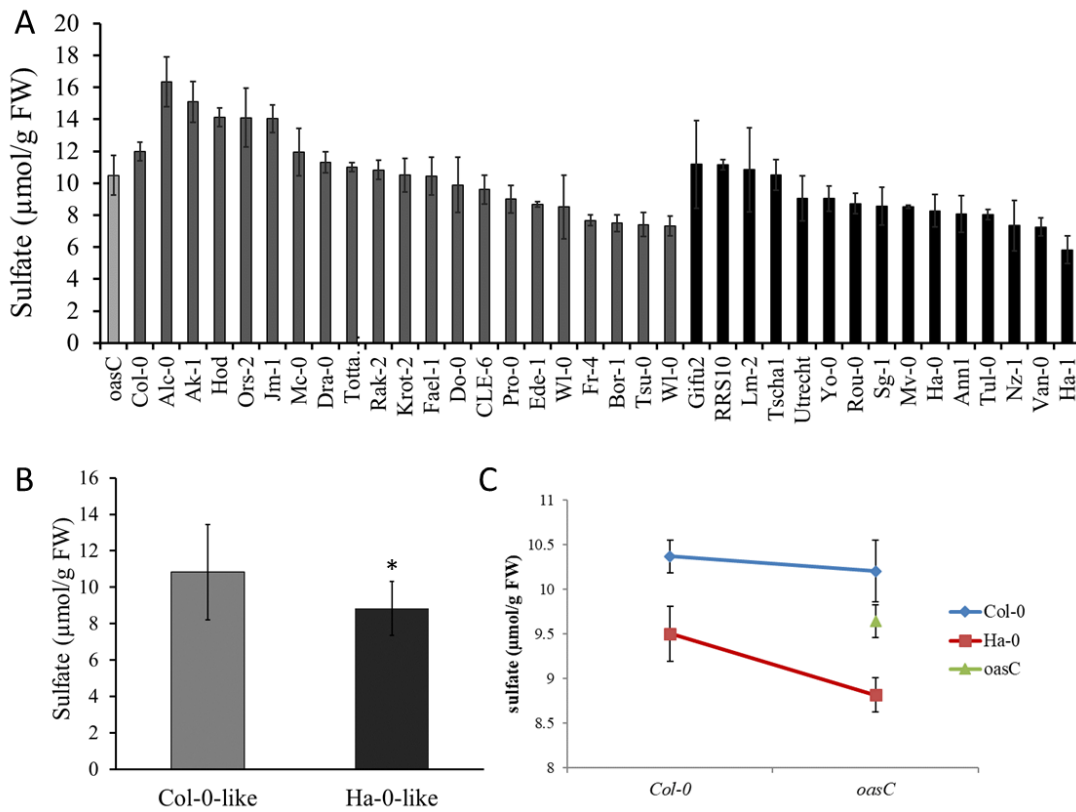 A
Sulfate (µmol/g FW)
20
18
16
14
12
10
8
6
4
2
0
oasC
Col-0
Alc-0
Ak-1
Hod
Ors-2
Jm-1
Mc-0
Dra-0
Totta…
Rak-2
Krot-2
Fael-1
Do-0
CLE-6
Pro-0
Ede-1
Wl-0
Fr-4
Bor-1
Tsu-0
Wl-0
Gifu2
RRS10
Lm-2
Tscha1
Utrecht
Yo-0
Rou-0
Sg-1
Mv-0
Ha-0
Ann1
Tul-0
Nz-1
Van-0
Ha-1
B
Sulfate (µmol/g FW)
16
14
12
10
8
6
4
2
0
*
Col-0-like
Ha-0-like
C
sulfate (µmol/g FW)
11
10.5
10
9.5
9
8.5
8
Col-0
oasC
Col-0
Ha-0
oasC